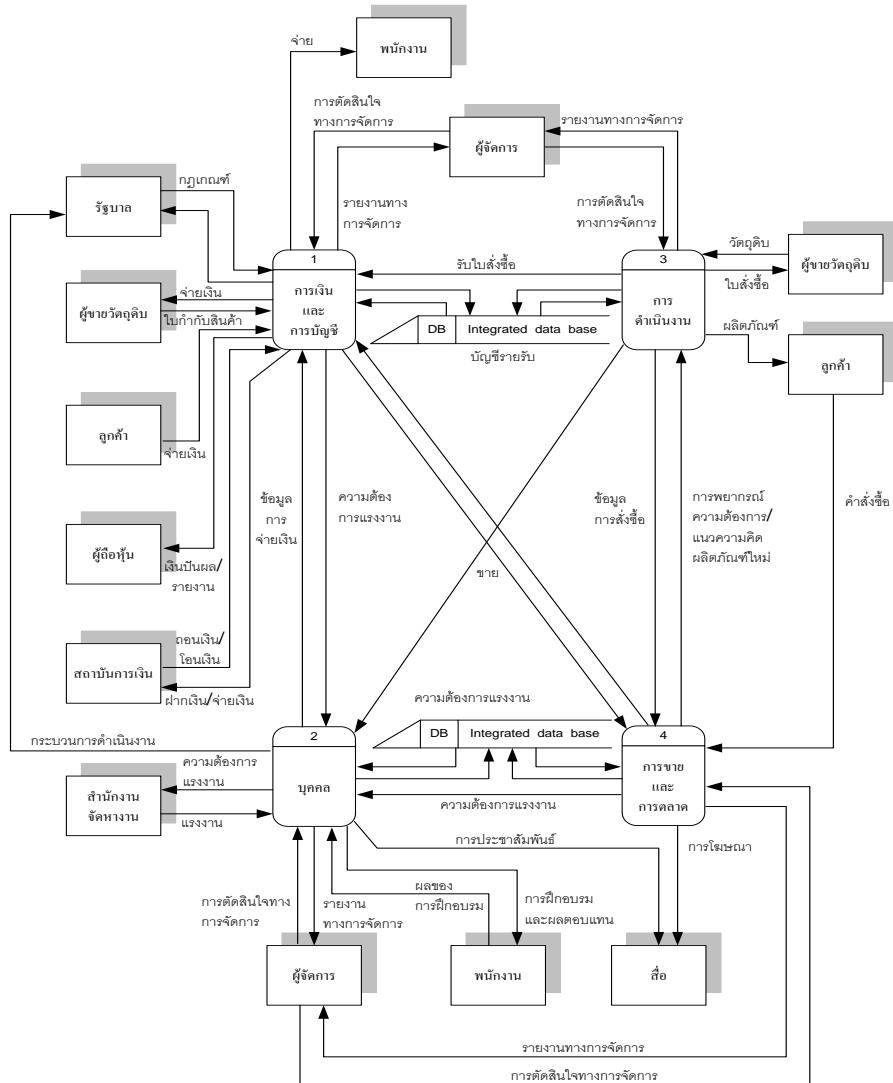 จ่าย
พนักงาน
การตัดสินใจ
ทางการจัดการ
รายงานทางการจัดการ
ผู้จัดการ
กฎเกณฑ์
รัฐบาล
รายงานทาง
การจัดการ
การตัดสินใจ
ทางการจัดการ
วัตถุดิบ
ผู้ขายวัตถุดิบ
ใบสั่งซื้อ
1
การเงิน
และ
การบัญชี
รับใบสั่งซื้อ
3
การ
ดำเนินงาน
จ่ายเงิน
ผู้ขายวัตถุดิบ
ใบกำกับสินค้า
DB
Integrated data base
บัญชีรายรับ
ผลิตภัณฑ์
ลูกค้า
ลูกค้า
จ่ายเงิน
ข้อมูล
การ
จ่ายเงิน
ความต้อง
การแรงงาน
ข้อมูล
การสั่งซื้อ
การพยากรณ์
ความต้องการ/
แนวความคิด
ผลิตภัณฑ์ใหม่
คำสั่งซื้อ
ผู้ถือหุ้น
เงินปันผล/
รายงาน
ขาย
ถอนเงิน/
โอนเงิน
สถาบันการเงิน
ฝากเงิน/จ่ายเงิน
ความต้องการแรงงาน
กระบวนการดำเนินงาน
2
บุคคล
DB
Integrated data base
4
การขาย
และ
การตลาด
ความต้องการ
แรงงาน
สำนักงาน
จัดหางาน
แรงงาน
ความต้องการแรงงาน
การประชาสัมพันธ์
การโฆษณา
การตัดสินใจทาง
การจัดการ
รายงาน
ทางการจัดการ
ผลของ
การฝึกอบรม
การฝึกอบรม
และผลตอบแทน
ผู้จัดการ
พนักงาน
สื่อ
รายงานทางการจัดการ
การตัดสินใจทางการจัดการ